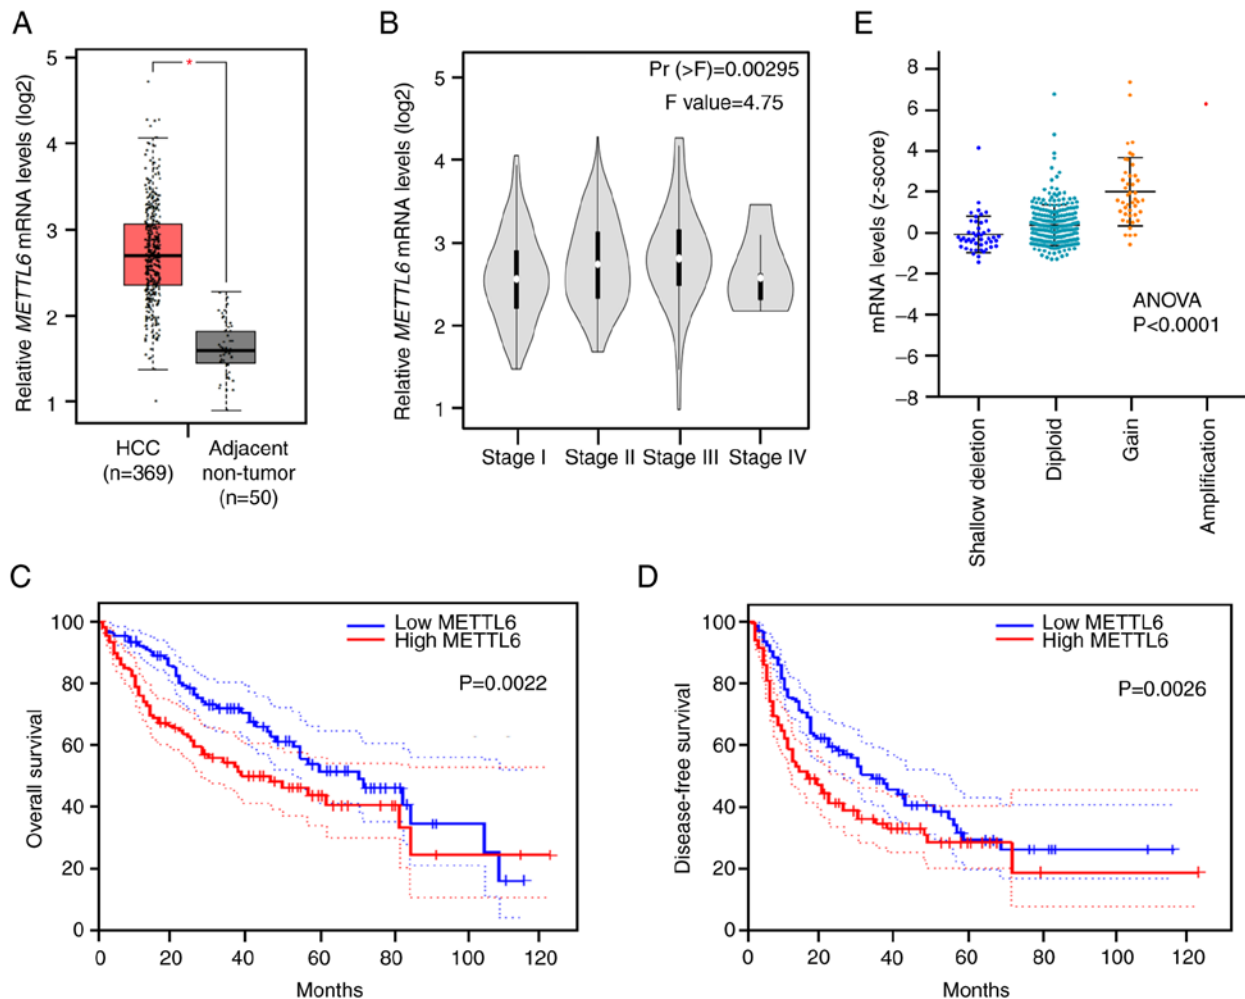 A
Relative METTL6 mRNA levels (log2)
5
4
3
2
1
*
HCC
(n=369)
Adjacent
non-tumor
(n=50)
B
Relative METTL6 mRNA levels (log2)
5
4
3
2
1
Pr (>F)=0.00295
F value=4.75
Stage I
Stage II
Stage III
Stage IV
E
mRNA levels (z-score)
8
6
4
2
0
−2
−4
−6
−8
ANOVA
P<0.0001
Shallow deletion
Diploid
Gain
Amplification
C
Overall survival
100
80
60
40
20
0
Low METTL6
High METTL6
P=0.0022
0
20
40
60
80
100
120
Months
D
Disease-free survival
100
80
60
40
20
0
Low METTL6
High METTL6
P=0.0026
0
20
40
60
80
100
120
Months